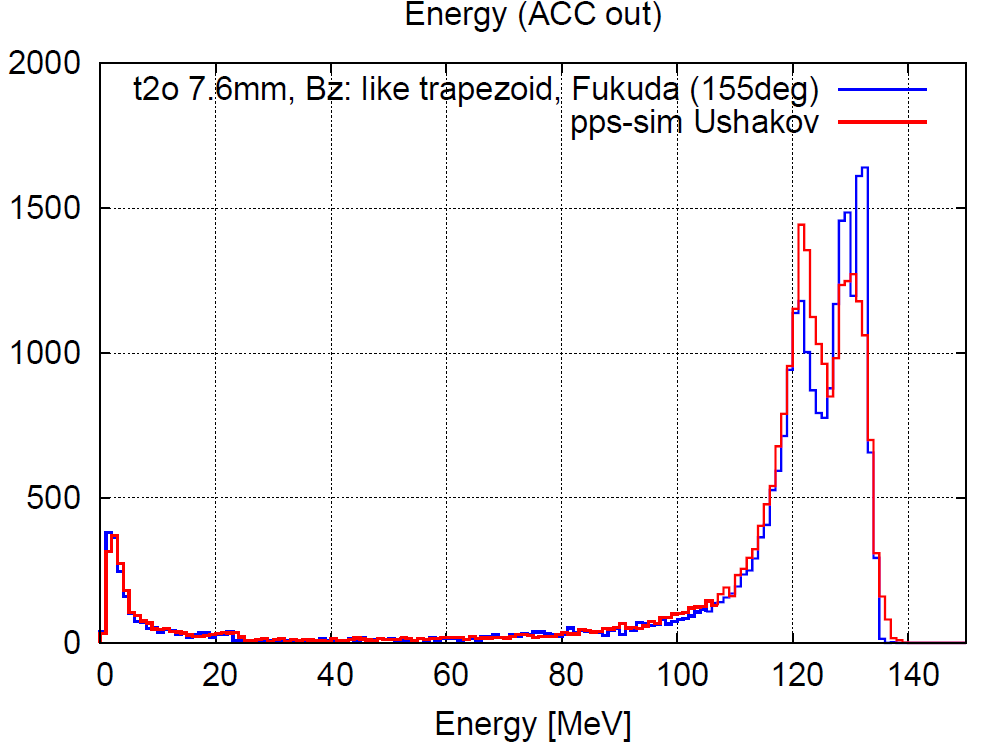 Energy (ACC out)
2000
t2o 7.6mm, Bz: like trapezoid, Fukuda (155deg)
pps-sim Ushakov
1500
1000
500
0
0 20 40 60 80 100 120 140
Energy [MeV]